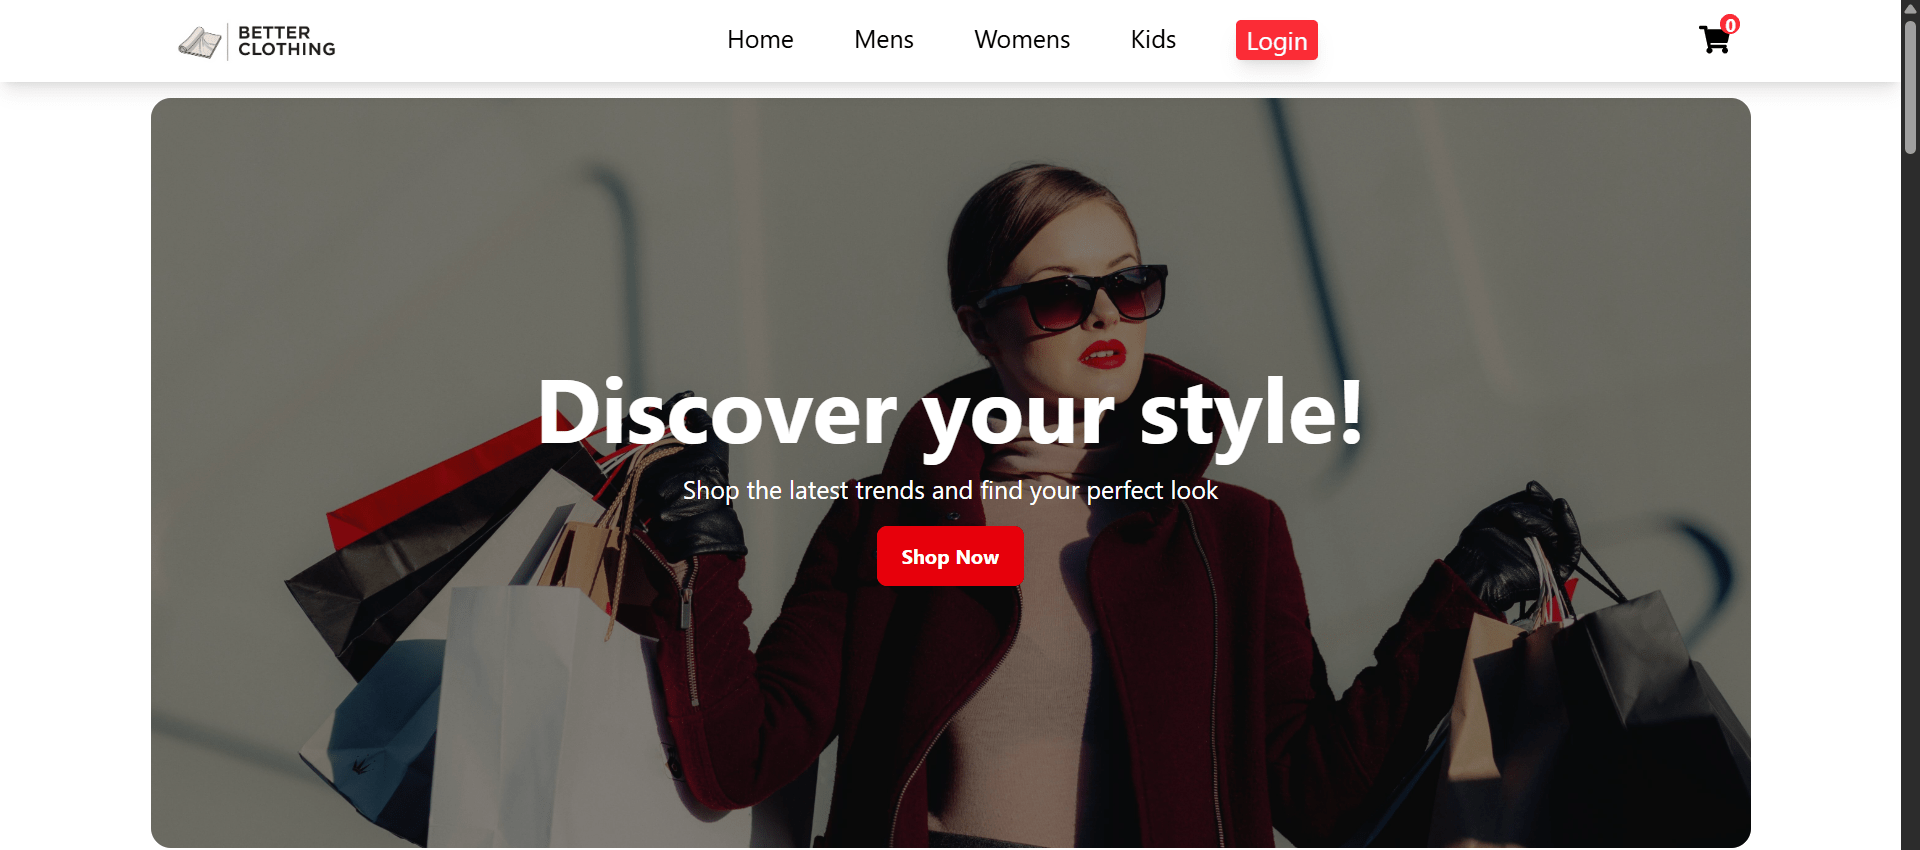 BETTER
CLOTHING
Home
Mens
Womens
Kids
Login
0
Discover your style!
Shop the latest trends and find your perfect look
Shop Now